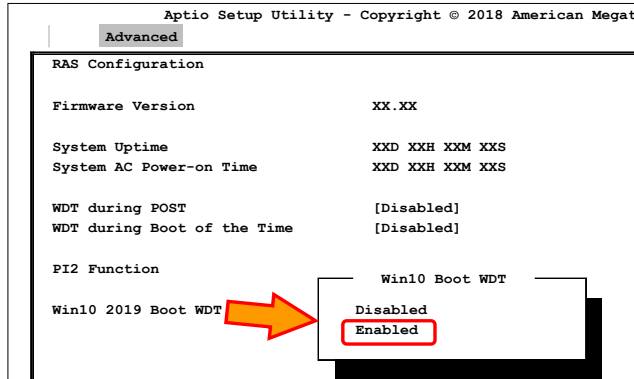 Aptio Setup Utility - Copyright © 2018 American Megat
Advanced
RAS Configuration
Firmware Version XX.XX
System Uptime XXD XXH XXM XXS
System AC Power-on Time XXD XXH XXM XXS
WDT during POST [Disabled]
WDT during Boot of the Time [Disabled]
PI2 Function
Win10 2019 Boot WDT
Win10 Boot WDT
Disabled
Enabled